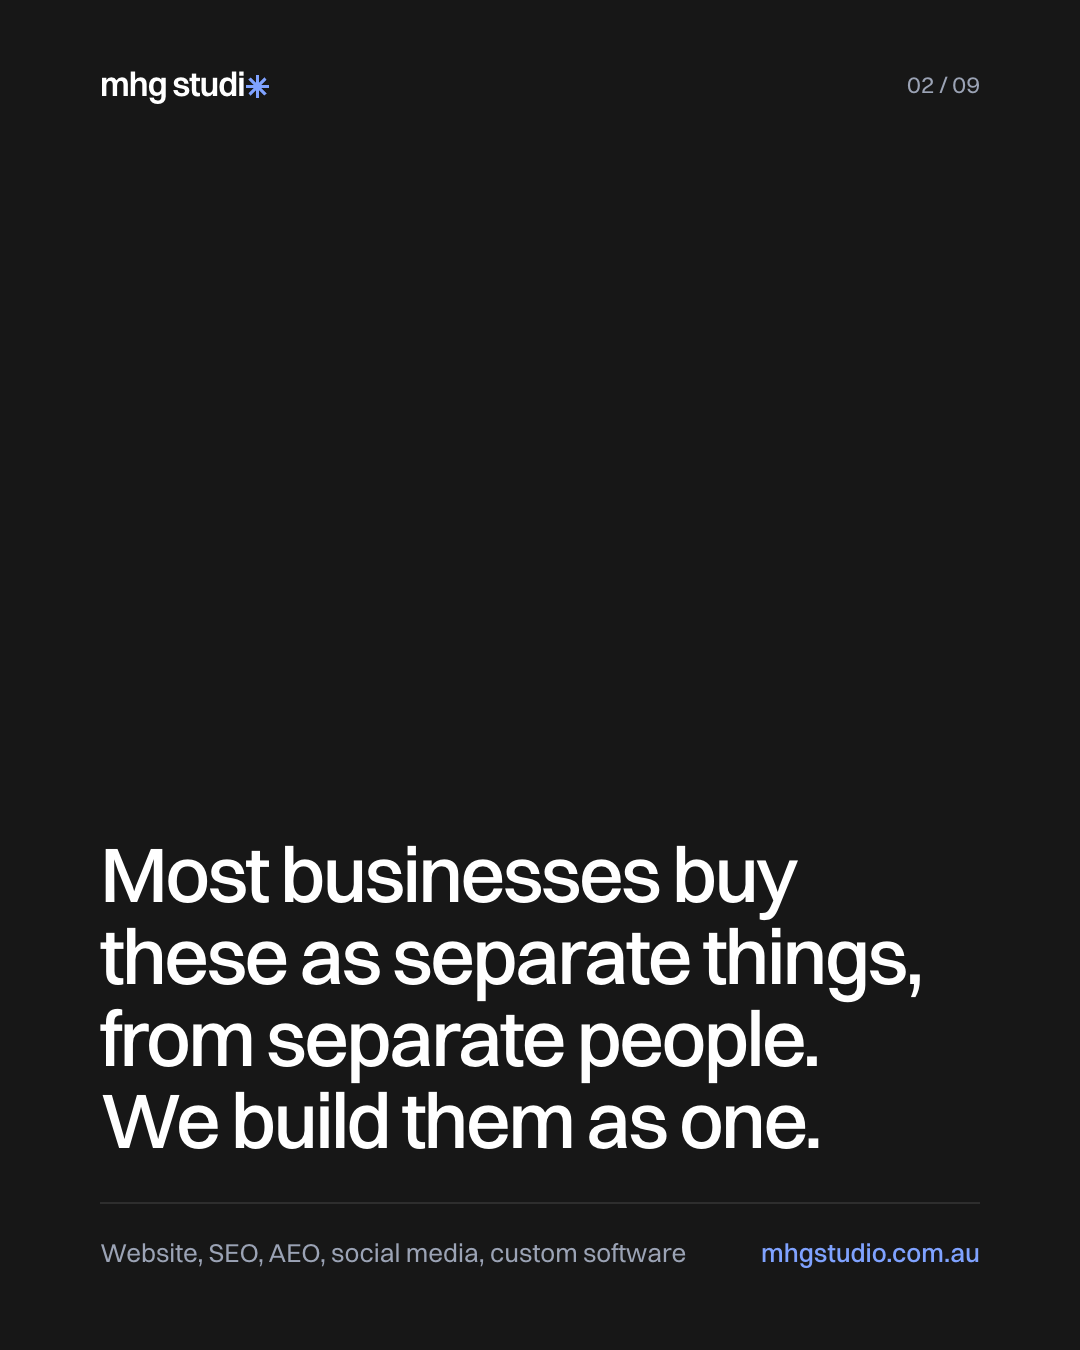 mhg studi*
02 / 09
Most businesses buy
these as separate things,
from separate people.
We build them as one.
Website, SEO, AEO, social media, custom software
mhgstudio.com.au